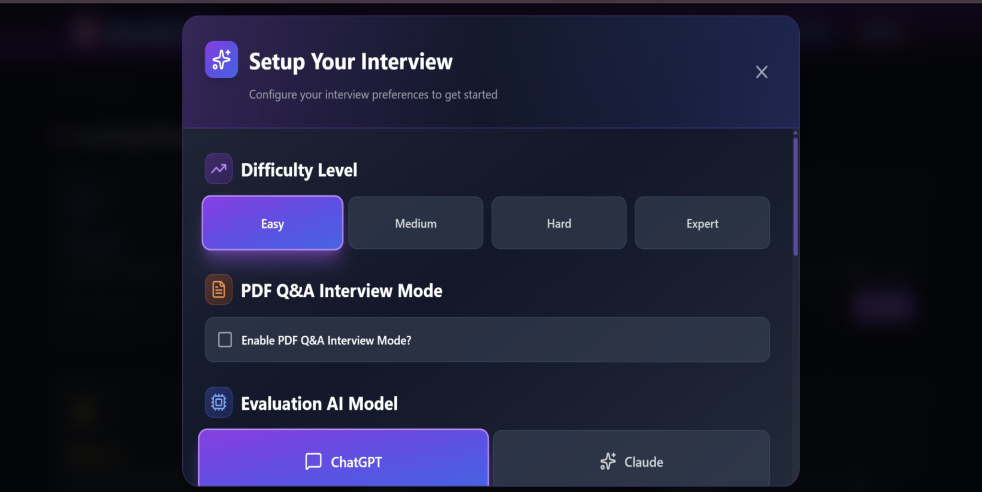 Setup Your Interview
Configure your interview preferences to get started
Difficulty Level
Easy
Medium
Hard
Expert
PDF Q&A Interview Mode
Enable PDF Q&A Interview Mode?
Evaluation AI Model
ChatGPT
Claude